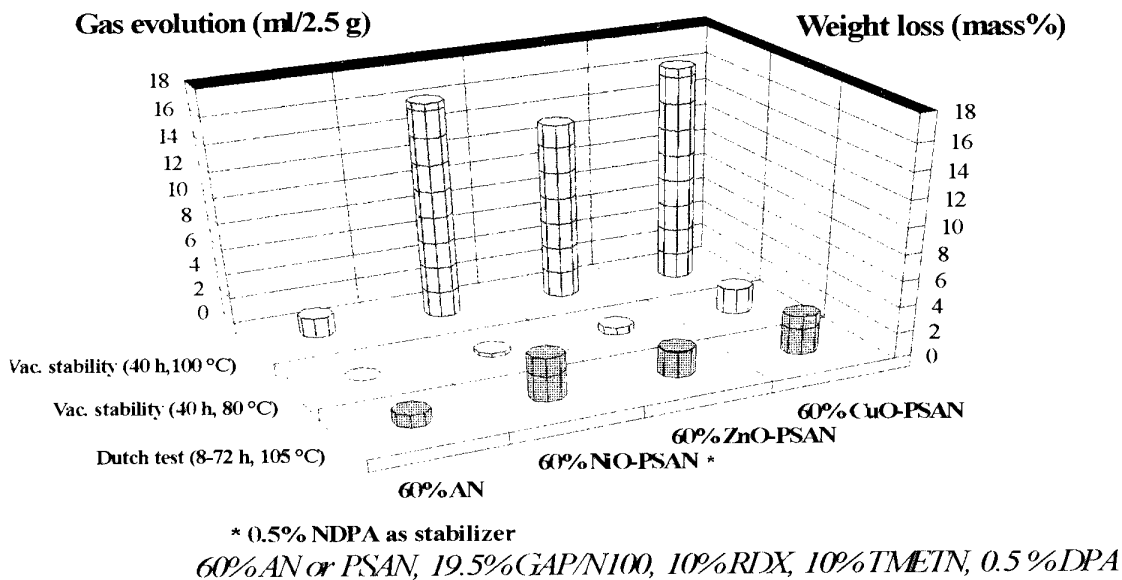 Gas evolution (ml/2.5 g)
Weight loss (mass%)
18
16
14
12
10
8
6
4
2
0
18
16
14
12
10
8
6
4
2
0
Vac. stability (40 h,100 °C)
Vac. stability (40 h, 80 °C)
Dutch test (8-72 h, 105 °C)
60% AN
60% NiO-PSAN *
60% ZnO-PSAN
60% CuO-PSAN
* 0.5% NDPA as stabilizer
60% AN or PSAN, 19.5% GAP/N100, 10% RDX, 10% TMETN, 0.5 % DPA